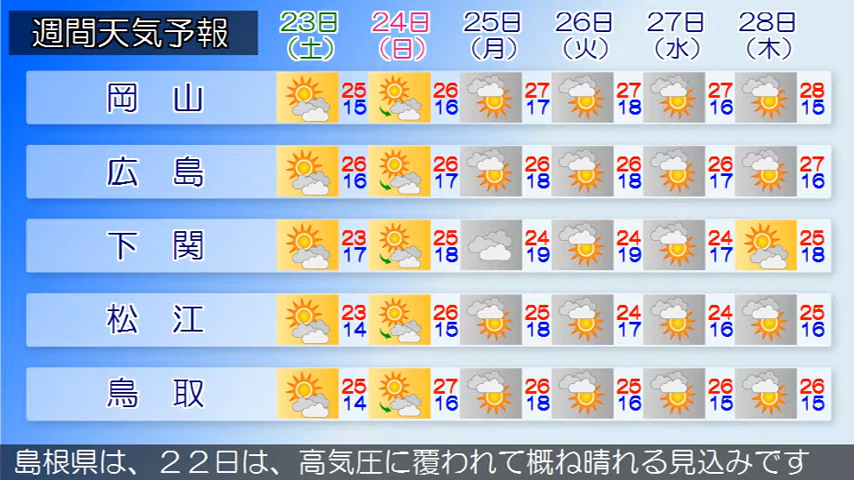 週間天気予報
23日 24日 25日 26日 27日 28日
（土） （日） （月） （火） （水） （木）
岡山 25 26 27 27 27 28
15 16 17 18 16 15
広島 26 26 26 26 26 27
16 17 18 18 17 16
下関 23 25 24 24 24 25
17 18 19 19 17 18
松江 23 26 25 24 24 25
14 15 18 17 16 16
鳥取 25 27 26 25 26 26
14 16 18 16 15 15
島根県は、２２日は、高気圧に覆われて概ね晴れる見込みです